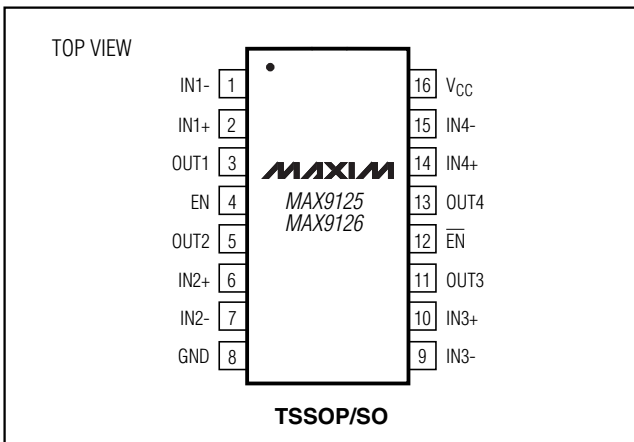 TOP VIEW
IN1- 1
IN1+ 2
OUT1 3
EN 4
OUT2 5
IN2+ 6
IN2- 7
GND 8
MAXIM
MAX9125
MAX9126
16 VCC
15 IN4-
14 IN4+
13 OUT4
12 E̅N̅
11 OUT3
10 IN3+
9 IN3-
TSSOP/SO